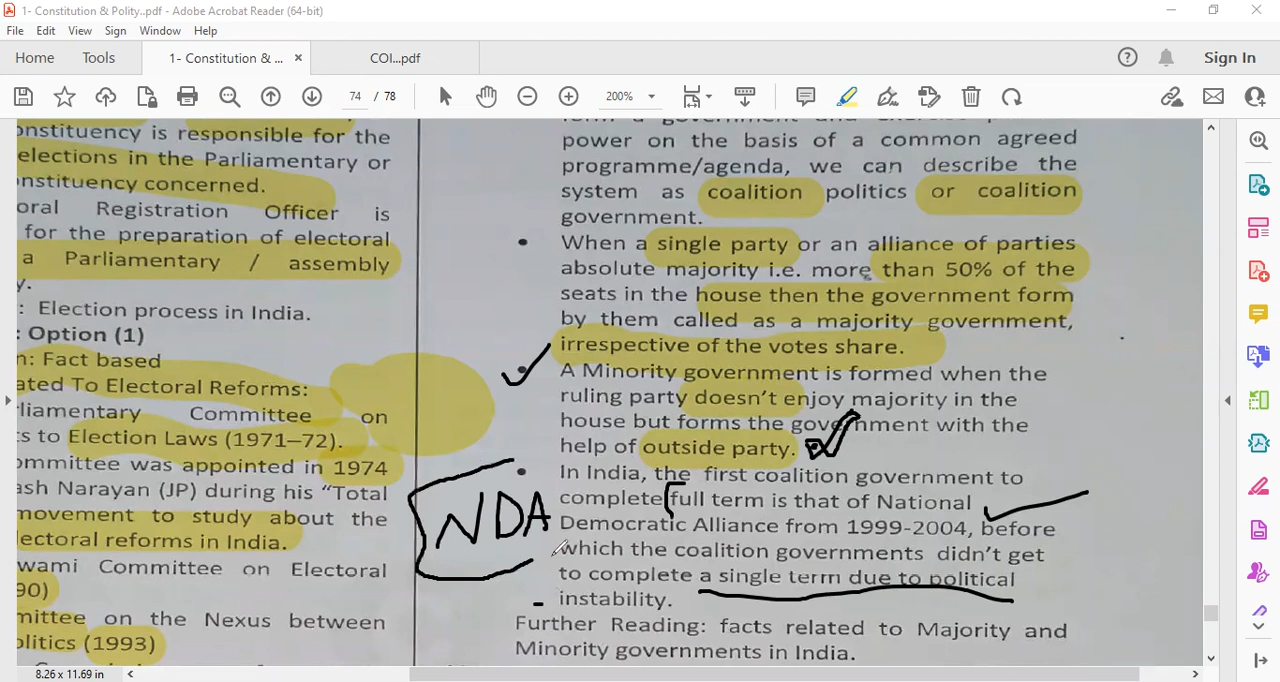 1- Constitution & Polity..pdf - Adobe Acrobat Reader (64-bit)
File Edit View Sign Window Help
Home Tools 1- Constitution & ... × COI...pdf Sign In
74 / 78 200%
onstituency is responsible for the
elections in the Parliamentary or
onstituency concerned.
oral Registration Officer is
for the preparation of electoral
a Parliamentary / assembly
y.
: Election process in India.
: Option (1)
n: Fact based
ated To Electoral Reforms:
rliamentary Committee on
ts to Election Laws (1971–72).
ommittee was appointed in 1974
ash Narayan (JP) during his "Total
movement to study about the
lectoral reforms in India.
wami Committee on Electoral
90)
mittee on the Nexus between
olitics (1993)
power on the basis of a common agreed
programme/agenda, we can describe the
system as coalition politics or coalition
government.
• When a single party or an alliance of parties
absolute majority i.e. more than 50% of the
seats in the house then the government form
by them called as a majority government,
irrespective of the votes share.
• A Minority government is formed when the
ruling party doesn't enjoy majority in the
house but forms the government with the
help of outside party.
• In India, the first coalition government to
complete full term is that of National
Democratic Alliance from 1999-2004, before
which the coalition governments didn't get
to complete a single term due to political
instability.
Further Reading: facts related to Majority and
Minority governments in India.
NDA
8.26 x 11.69 in